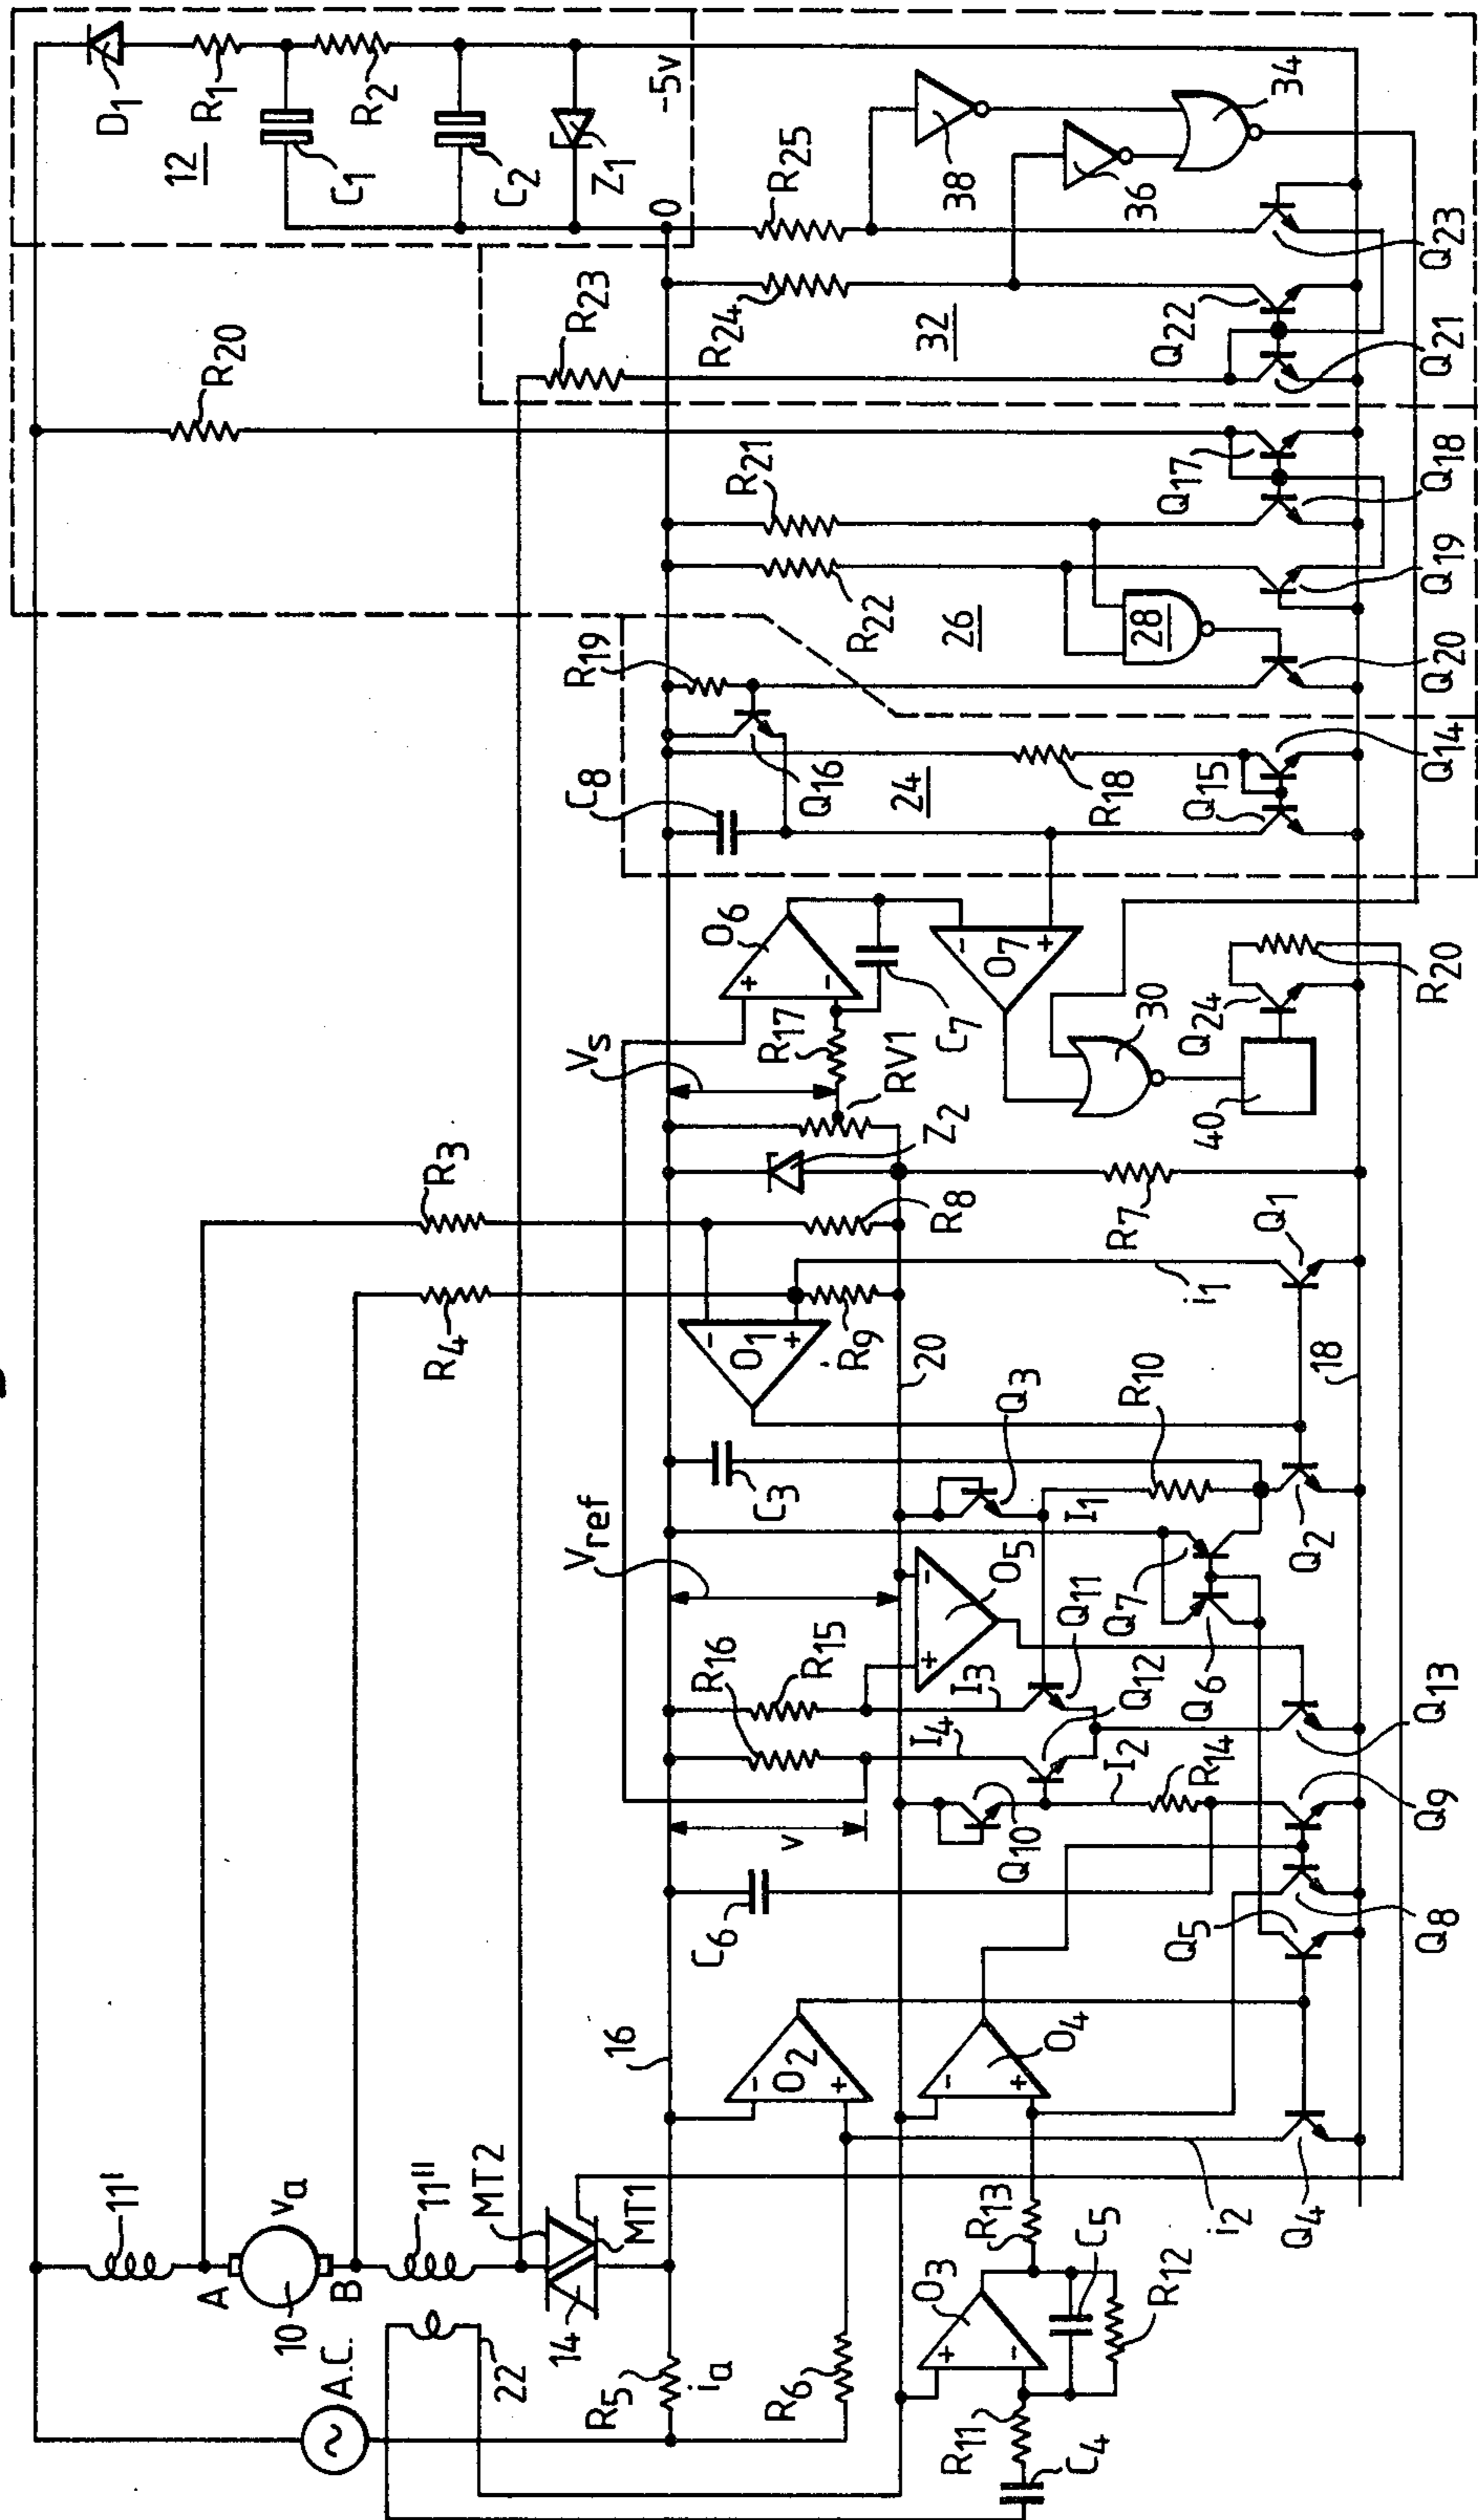 D1
R1
C1
R2
C2
Z1
12
-5v
0
R20
R23
R25
R24
32
38
36
34
Q23
Q22
Q21
R21
R22
26
28
Q17
Q18
Q19
Q20
R19
C8
Q16
24
R18
Q15
Q14
O6
+
-
R17
C7
-
O7
+
Vs
RV1
Z2
30
40
Q24
R20
R3
R4
R8
R7
-
O1
+
R9
20
i1
Q1
18
C3
Q3
R10
Vref
I1
Q2
-
O5
+
R16
R15
I3
I4
Q11
Q12
Q7
Q6
Q13
v
Q10
I2
R14
Q9
C6
Q5
Q8
16
-
O2
+
-
O4
+
i2
Q4
11'
A
va
10
B
11"
MT2
MT1
14
A.C.
22
R5
ia
R6
R13
O3
+
-
C5
R12
R11
C4